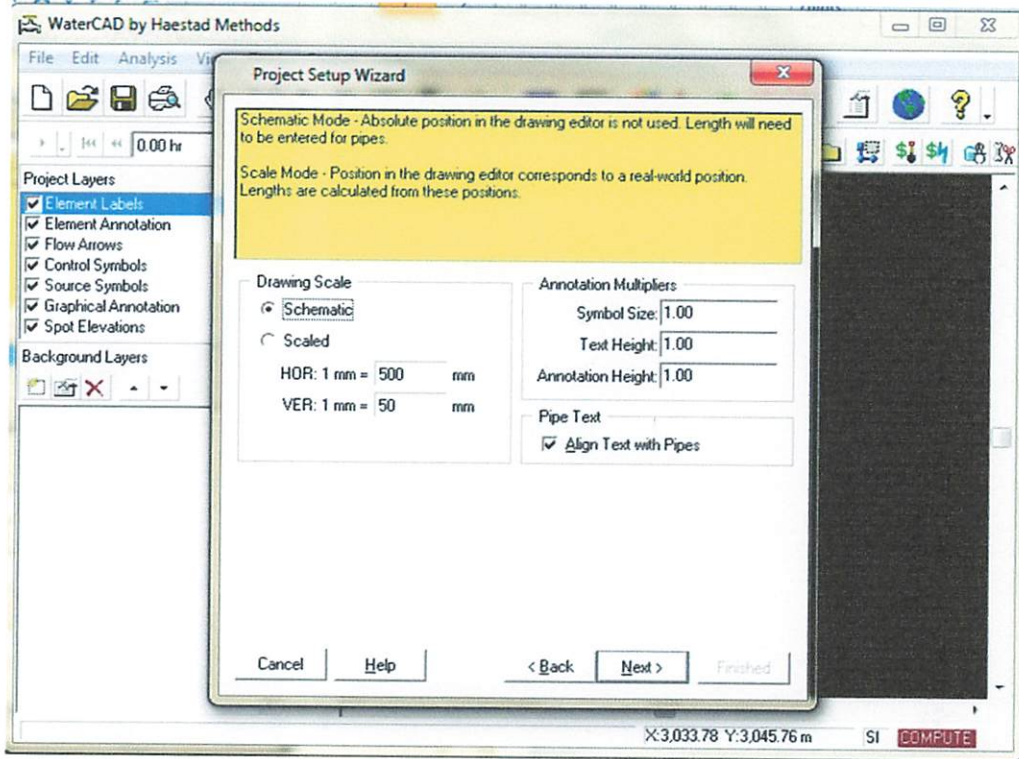 WaterCAD by Haestad Methods
File Edit Analysis
Project Setup Wizard
Schematic Mode - Absolute position in the drawing editor is not used. Length will need
to be entered for pipes.
Scale Mode - Position in the drawing editor corresponds to a real-world position.
Lengths are calculated from these positions.
0.00 hr
Project Layers
Element Labels
Element Annotation
Flow Arrows
Control Symbols
Source Symbols
Graphical Annotation
Spot Elevations
Background Layers
Drawing Scale
Schematic
Scaled
HOR: 1 mm = 500 mm
VER: 1 mm = 50 mm
Annotation Multipliers
Symbol Size: 1.00
Text Height: 1.00
Annotation Height: 1.00
Pipe Text
Align Text with Pipes
Cancel Help < Back Next > Finished
X:3,033.78 Y:3,045.76 m SI COMPUTE